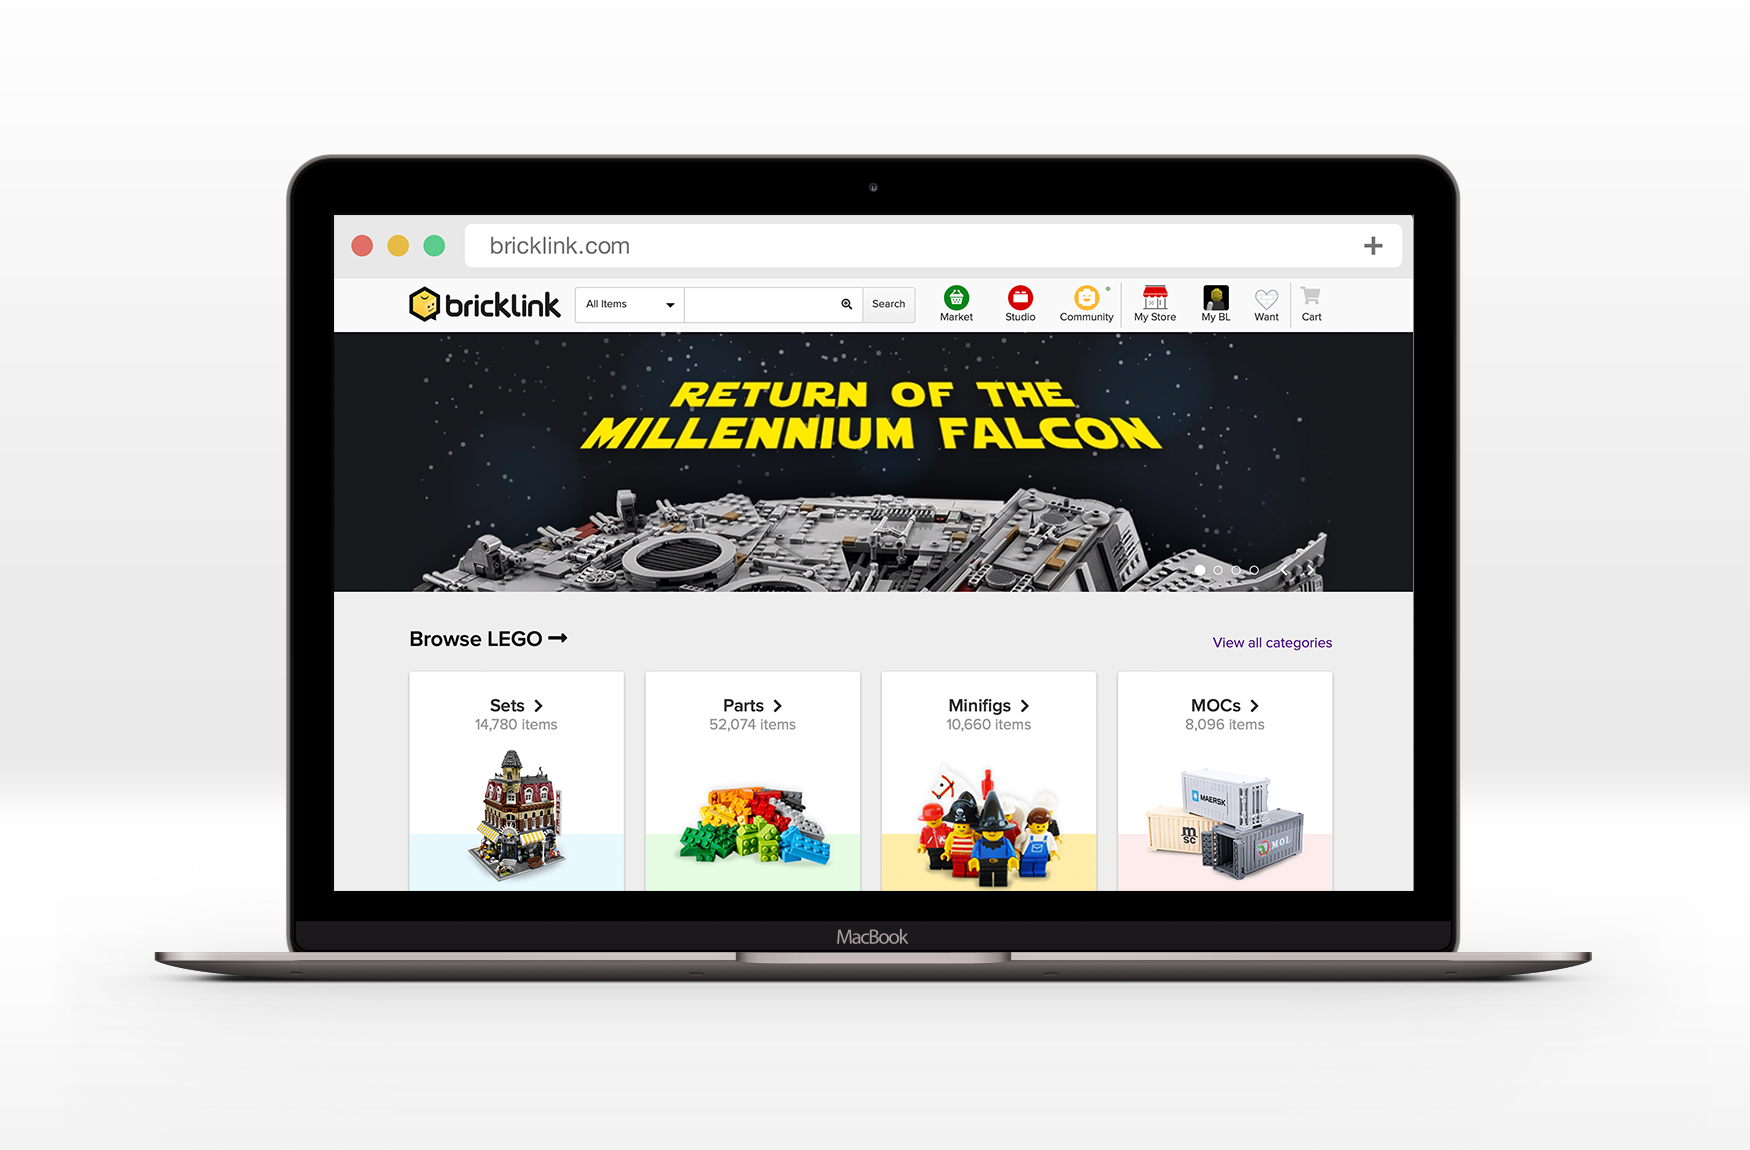 bricklink.com
bricklink
All Items
Search
Market
Studio
Community
My Store
My BL
Want
Cart
RETURN OF THE
MILLENNIUM FALCON
Browse LEGO
View all categories
Sets
14,780 items
Parts
52,074 items
Minifigs
10,660 items
MOCs
8,096 items
MAERSK
m
sc
MOL
MacBook